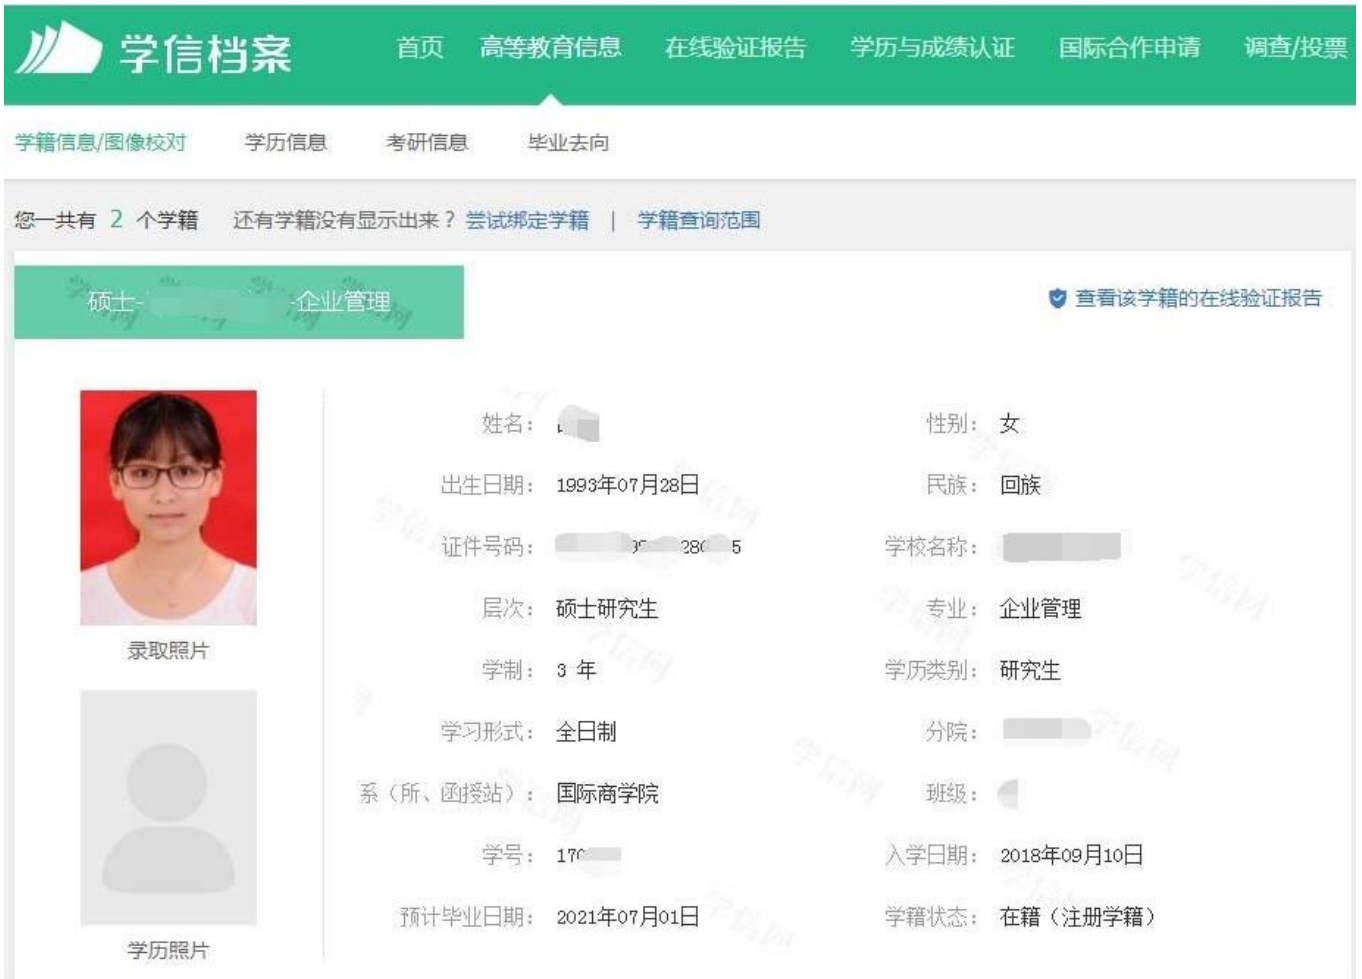 学信档案 首页 高等教育信息 在线验证报告 学历与成绩认证 国际合作申请 调查/投票
学籍信息/图像校对 学历信息 考研信息 毕业去向
您一共有 2 个学籍 还有学籍没有显示出来？尝试绑定学籍 | 学籍查询范围
硕士- -企业管理 查看该学籍的在线验证报告
姓名： 性别： 女
出生日期： 1993年07月28日 民族： 回族
证件号码： 280 5 学校名称：
层次： 硕士研究生 专业： 企业管理
录取照片
学制： 3 年 学历类别： 研究生
学习形式： 全日制 分院：
系（所、函授站）： 国际商学院 班级：
学号： 170 入学日期： 2018年09月10日
预计毕业日期： 2021年07月01日 学籍状态： 在籍（注册学籍）
学历照片
学信网